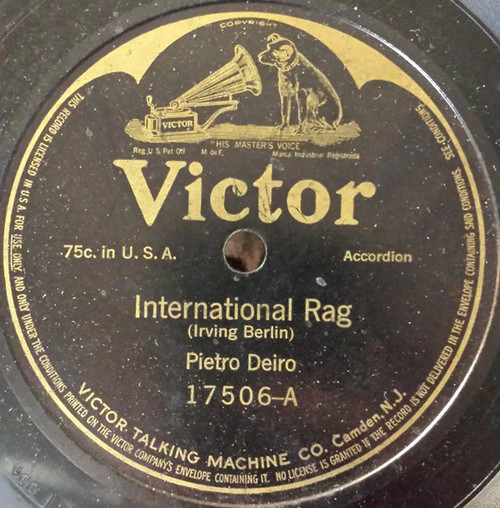 COPYRIGHT
VICTOR
"HIS MASTER'S VOICE"
Reg. U S Pat Off M de F. Marca Industrial Registrada
Victor
75c. in U. S. A.
Accordion
International Rag
(Irving Berlin)
Pietro Deiro
17506-A
VICTOR TALKING MACHINE CO. Camden, N.J.
THIS RECORD IS LICENSED IN U.S.A. FOR USE ONLY, AND ONLY UNDER THE CONDITIONS PRINTED ON THE VICTOR COMPANY'S ENVELOPE CONTAINING IT. NO LICENSE IS GRANTED IF THE RECORD IS NOT DELIVERED IN THE ENVELOPE CONTAINING SAID CONDITIONS. SEE-CONDITIONS